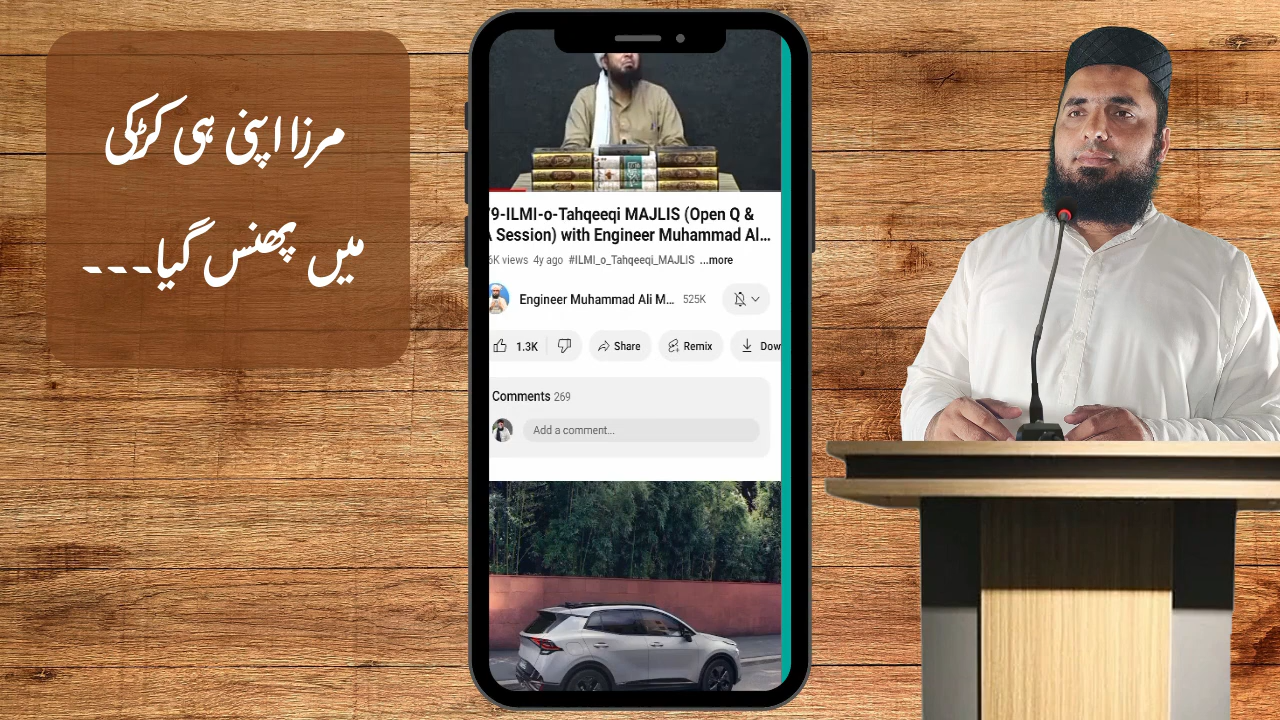 مرزا اپنی ہی کڑکی
میں پھنس گیا۔۔۔
79-ILMI-o-Tahqeeqi MAJLIS (Open Q &
A Session) with Engineer Muhammad Al...
6K views 4y ago #ILMI_o_Tahqeeqi_MAJLIS ...more
Engineer Muhammad Ali M... 525K
1.3K Share Remix Dow
Comments 269
Add a comment...